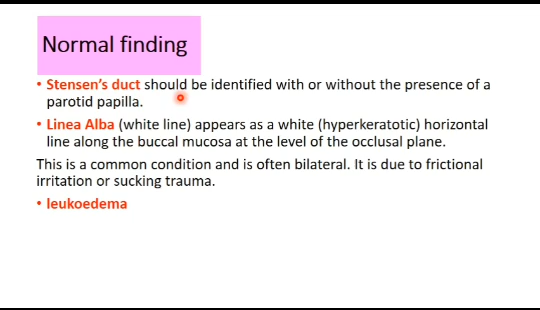 Normal finding
• Stensen's duct should be identified with or without the presence of a
parotid papilla.
• Linea Alba (white line) appears as a white (hyperkeratotic) horizontal
line along the buccal mucosa at the level of the occlusal plane.
This is a common condition and is often bilateral. It is due to frictional
irritation or sucking trauma.
• leukoedema